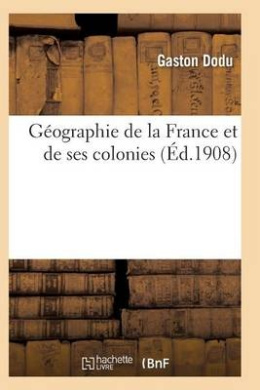 Gaston Dodu
Géographie de la France et de ses colonies (Éd.1908)
hachette
LIVRE
{BnF